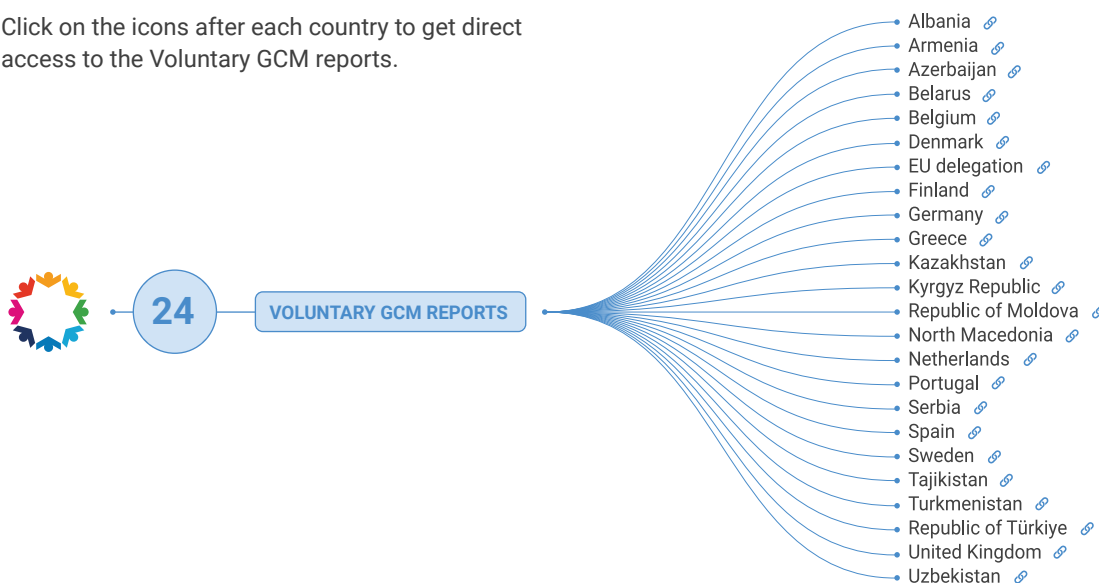 Click on the icons after each country to get direct
access to the Voluntary GCM reports.
24
VOLUNTARY GCM REPORTS
Albania
Armenia
Azerbaijan
Belarus
Belgium
Denmark
EU delegation
Finland
Germany
Greece
Kazakhstan
Kyrgyz Republic
Republic of Moldova
North Macedonia
Netherlands
Portugal
Serbia
Spain
Sweden
Tajikistan
Turkmenistan
Republic of Türkiye
United Kingdom
Uzbekistan